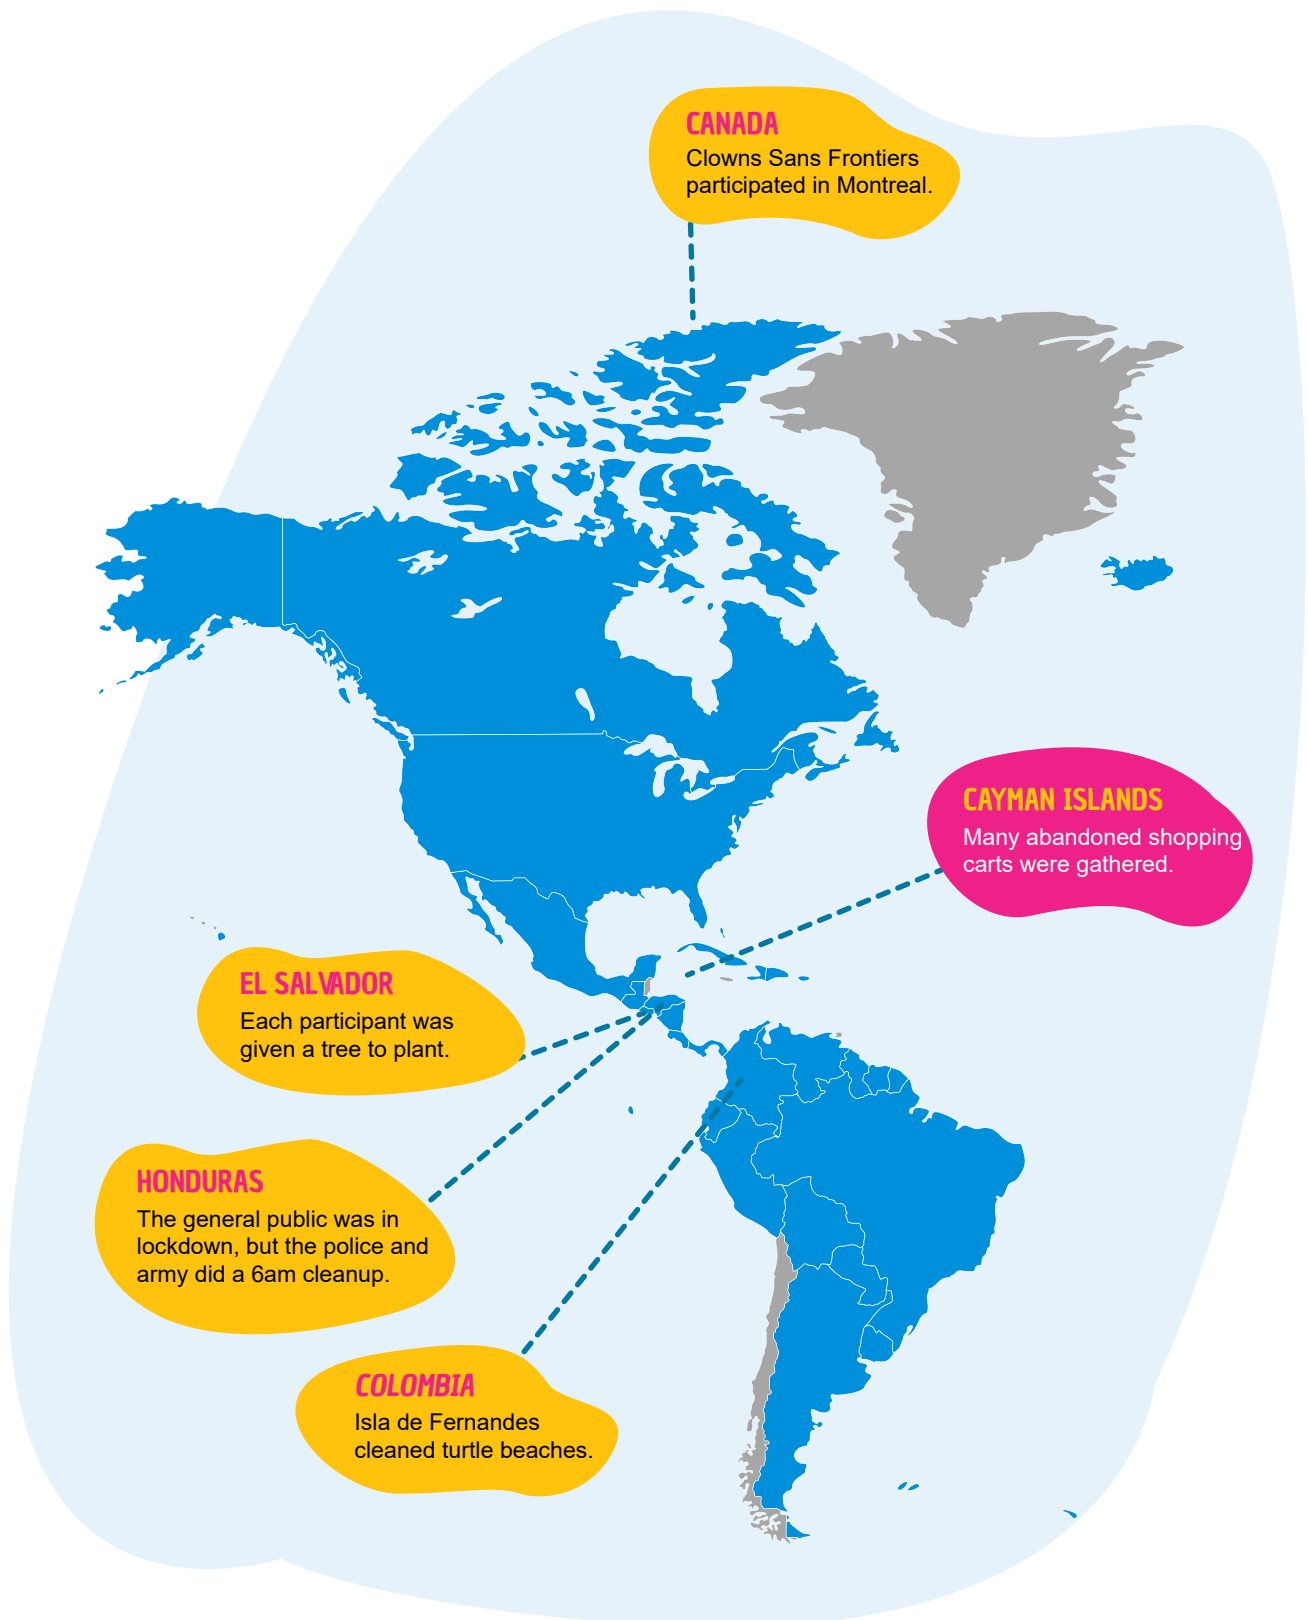 CANADA
Clowns Sans Frontiers
participated in Montreal.
CAYMAN ISLANDS
Many abandoned shopping
carts were gathered.
EL SALVADOR
Each participant was
given a tree to plant.
HONDURAS
The general public was in
lockdown, but the police and
army did a 6am cleanup.
COLOMBIA
Isla de Fernandes
cleaned turtle beaches.